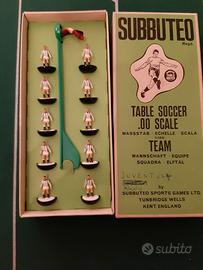 SUBBUTEO
Regd.
TABLE SOCCER
.00 SCALE
MASSSTAB · ECHELLE · SCALA
TEAM
MANNSCHAFT · EQUIPE
SQUADRA · ELFTAL
JUVENTUS
by
SUBBUTEO SPORTS GAMES LTD.
TUNBRIDGE WELLS
KENT, ENGLAND
subito